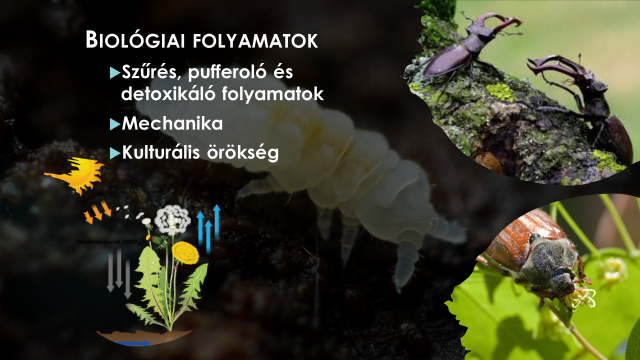 BIOLÓGIAI FOLYAMATOK
Szűrés, pufferoló és
detoxikáló folyamatok
Mechanika
Kulturális örökség